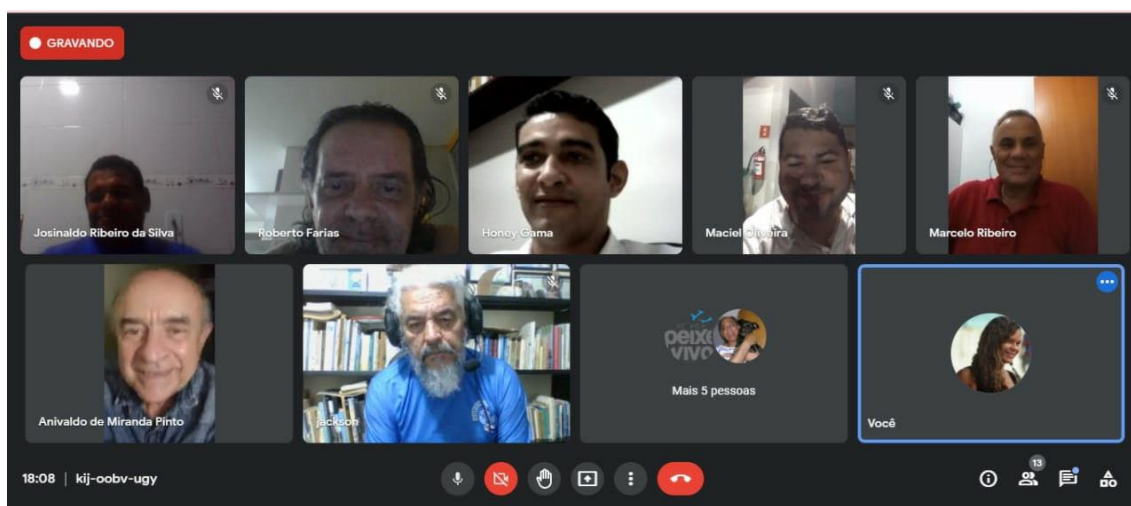 GRAVANDO
Josinaldo Ribeiro da Silva
Roberto Farias
Honey Gama
Maciel Oliveira
Marcelo Ribeiro
Anivaldo de Miranda Pinto
jackson
peixe
vivo
Mais 5 pessoas
Você
18:08 | kij-oobv-ugy
13